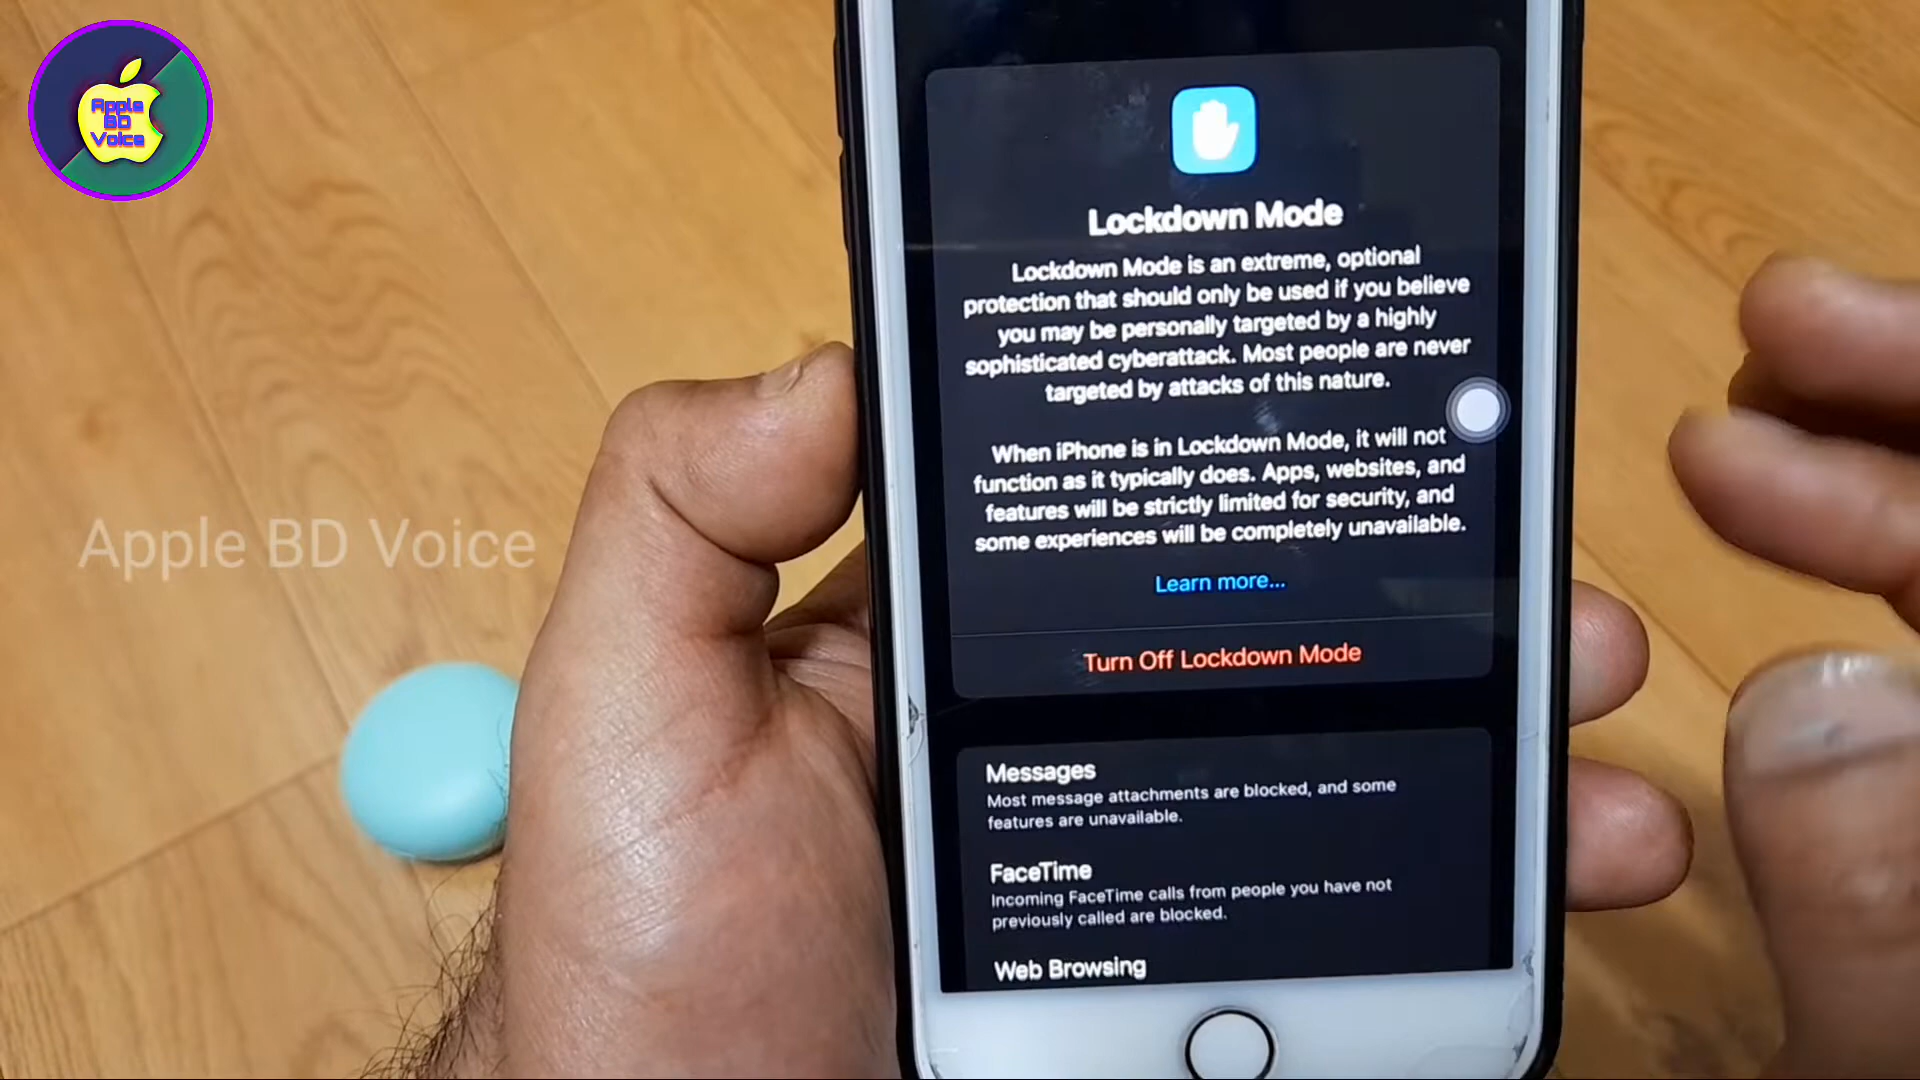 Apple
BD
Voice
Apple BD Voice
Lockdown Mode
Lockdown Mode is an extreme, optional
protection that should only be used if you believe
you may be personally targeted by a highly
sophisticated cyberattack. Most people are never
targeted by attacks of this nature.
When iPhone is in Lockdown Mode, it will not
function as it typically does. Apps, websites, and
features will be strictly limited for security, and
some experiences will be completely unavailable.
Learn more...
Turn Off Lockdown Mode
Messages
Most message attachments are blocked, and some
features are unavailable.
FaceTime
Incoming FaceTime calls from people you have not
previously called are blocked.
Web Browsing